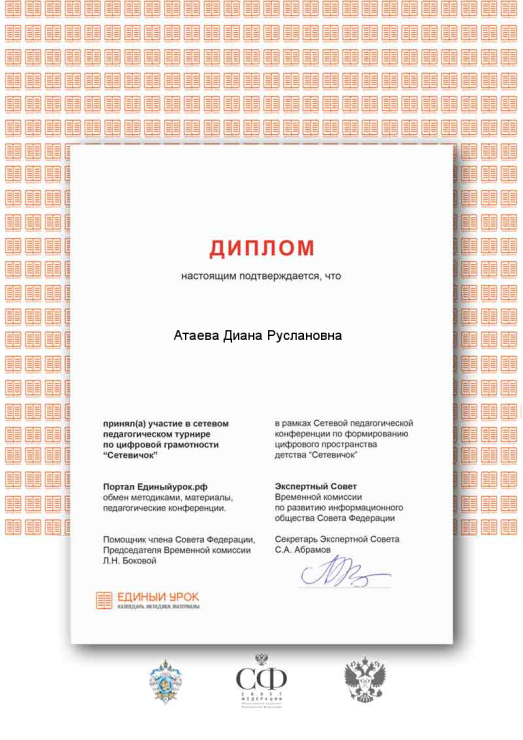 ДИПЛОМ
настоящим подтверждается, что
Атаева Диана Руслановна
принял(а) участие в сетевом
педагогическом турнире
по цифровой грамотности
“Сетевичок”
в рамках Сетевой педагогической
конференции по формированию
цифрового пространства
детства “Сетевичок”
Портал Единыйурок.рф
обмен методиками, материалы,
педагогические конференции.
Экспертный Совет
Временной комиссии
по развитию информационного
общества Совета Федерации
Помощник члена Совета Федерации,
Председателя Временной комиссии
Л.Н. Боковой
Секретарь Экспертной Совета
С.А. Абрамов
ЕДИНЫЙ УРОК
КАЛЕНДАРЬ. МЕТОДИКИ. МАТЕРИАЛЫ
СФ
СОВЕТ
ФЕДЕРАЦИИ